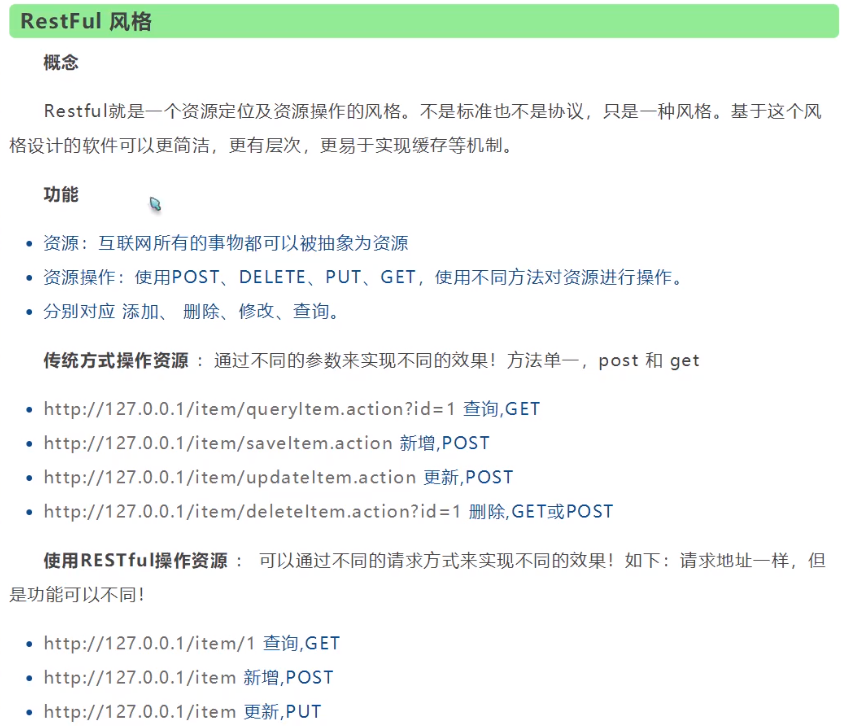 RestFul 风格
概念
Restful就是一个资源定位及资源操作的风格。不是标准也不是协议，只是一种风格。基于这个风
格设计的软件可以更简洁，更有层次，更易于实现缓存等机制。
功能
• 资源：互联网所有的事物都可以被抽象为资源
• 资源操作：使用POST、DELETE、PUT、GET，使用不同方法对资源进行操作。
• 分别对应 添加、 删除、修改、查询。
传统方式操作资源 ：通过不同的参数来实现不同的效果！方法单一，post 和 get
• http://127.0.0.1/item/queryItem.action?id=1 查询,GET
• http://127.0.0.1/item/saveItem.action 新增,POST
• http://127.0.0.1/item/updateItem.action 更新,POST
• http://127.0.0.1/item/deleteItem.action?id=1 删除,GET或POST
使用RESTful操作资源 ： 可以通过不同的请求方式来实现不同的效果！如下：请求地址一样，但
是功能可以不同！
• http://127.0.0.1/item/1 查询,GET
• http://127.0.0.1/item 新增,POST
• http://127.0.0.1/item 更新,PUT